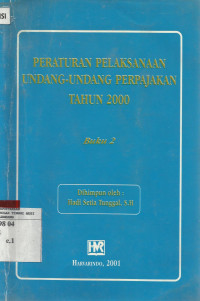 PERATURAN PELAKSANAAN
UNDANG-UNDANG PERPAJAKAN
TAHUN 2000
Buku 2
Dihimpun oleh :
Hadi Setia Tunggal, S.H
HARVARINDO, 2001